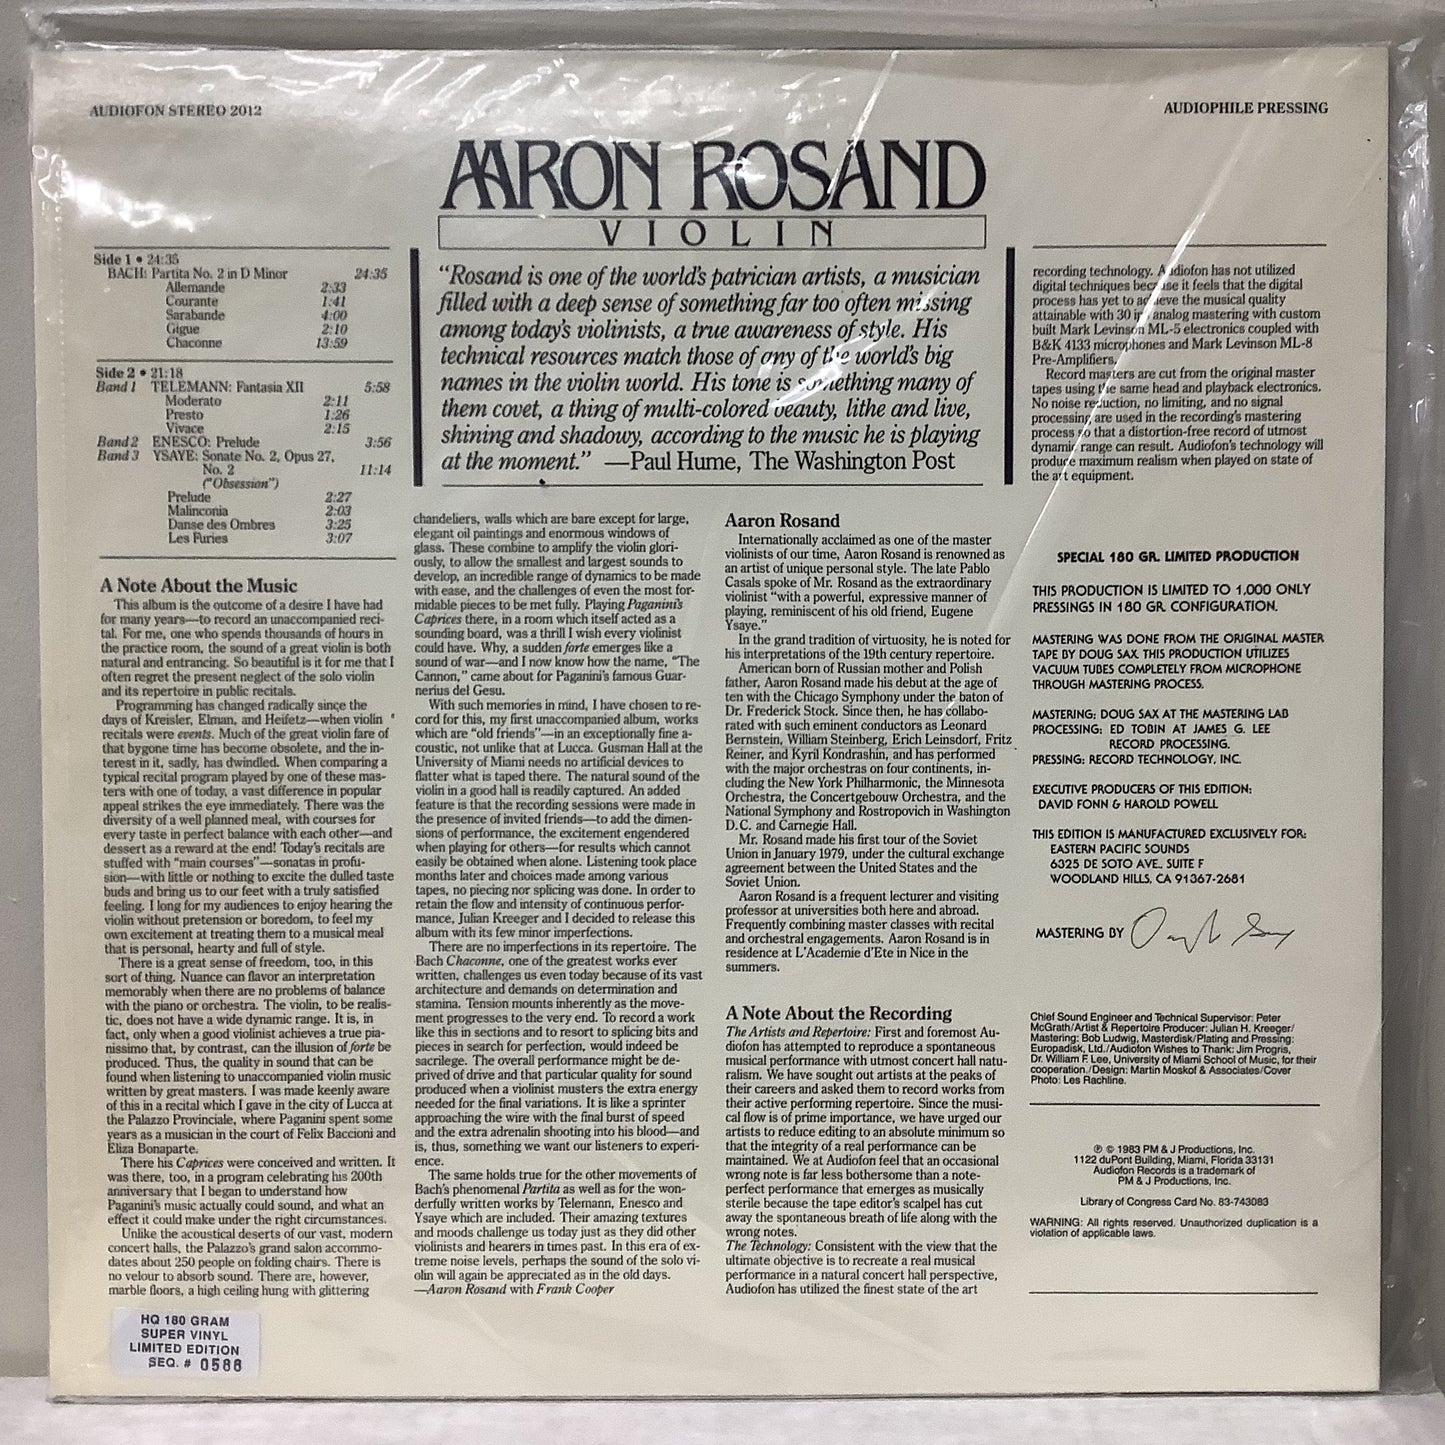 AUDIOFON STEREO 2012
AUDIOPHILE PRESSING
AARON ROSAND
VIOLIN
Side 1 • 24:35
BACH: Partita No. 2 in D Minor 24:35
Allemande 2:33
Courante 1:41
Sarabande 4:00
Gigue 2:10
Chaconne 13:59
Side 2 • 21:18
Band 1 TELEMANN: Fantasia XII 5:58
Moderato 2:11
Presto 1:26
Vivace 2:15
Band 2 ENESCO: Prelude 3:56
Band 3 YSAYE: Sonate No. 2, Opus 27,
No. 2 11:14
("Obsession")
Prelude 2:27
Malinconia 2:03
Danse des Ombres 3:25
Les Furies 3:07
"Rosand is one of the world's patrician artists, a musician
filled with a deep sense of something far too often missing
among today's violinists, a true awareness of style. His
technical resources match those of any of the world's big
names in the violin world. His tone is something many of
them covet, a thing of multi-colored beauty, lithe and live,
shining and shadowy, according to the music he is playing
at the moment." —Paul Hume, The Washington Post
A Note About the Music
This album is the outcome of a desire I have had
for many years—to record an unaccompanied reci-
tal. For me, one who spends thousands of hours in
the practice room, the sound of a great violin is both
natural and entrancing. So beautiful is it for me that I
often regret the present neglect of the solo violin
and its repertoire in public recitals.
Programming has changed radically since the
days of Kreisler, Elman, and Heifetz—when violin
recitals were events. Much of the great violin fare of
that bygone time has become obsolete, and the in-
terest in it, sadly, has dwindled. When comparing a
typical recital program played by one of these mas-
ters with one of today, a vast difference in popular
appeal strikes the eye immediately. There was the
diversity of a well planned meal, with courses for
every taste in perfect balance with each other—and
dessert as a reward at the end! Today's recitals are
stuffed with "main courses"—sonatas in profu-
sion—with little or nothing to excite the dulled taste
buds and bring us to our feet with a truly satisfied
feeling. I long for my audiences to enjoy hearing the
violin without pretension or boredom, to feel my
own excitement at treating them to a musical meal
that is personal, hearty and full of style.
There is a great sense of freedom, too, in this
sort of thing. Nuance can flavor an interpretation
memorably when there are no problems of balance
with the piano or orchestra. The violin, to be realis-
tic, does not have a wide dynamic range. It is, in
fact, only when a good violinist achieves a true pia-
nissimo that, by contrast, can the illusion of forte be
produced. Thus, the quality in sound that can be
found when listening to unaccompanied violin music
written by great masters. I was made keenly aware
of this in a recital which I gave in the city of Lucca at
the Palazzo Provinciale, where Paganini spent some
years as a musician in the court of Felix Baccioni and
Eliza Bonaparte.
There his Caprices were conceived and written. It
was there, too, in a program celebrating his 200th
anniversary that I began to understand how
Paganini's music actually could sound, and what an
effect it could make under the right circumstances.
Unlike the acoustical deserts of our vast, modern
concert halls, the Palazzo's grand salon accommo-
dates about 250 people on folding chairs. There is
no velour to absorb sound. There are, however,
marble floors, a high ceiling hung with glittering
chandeliers, walls which are bare except for large,
elegant oil paintings and enormous windows of
glass. These combine to amplify the violin glori-
ously, to allow the smallest and largest sounds to
develop, an incredible range of dynamics to be made
with ease, and the challenges of even the most for-
midable pieces to be met fully. Playing Paganini's
Caprices there, in a room which itself acted as a
sounding board, was a thrill I wish every violinist
could have. Why, a sudden forte emerges like a
sound of war—and I now know how the name, "The
Cannon," came about for Paganini's famous Guar-
nerius del Gesu.
With such memories in mind, I have chosen to re-
cord for this, my first unaccompanied album, works
which are "old friends"—in an exceptionally fine a-
coustic, not unlike that at Lucca. Gusman Hall at the
University of Miami needs no artificial devices to
flatter what is taped there. The natural sound of the
violin in a good hall is readily captured. An added
feature is that the recording sessions were made in
the presence of invited friends—to add the dimen-
sions of performance, the excitement engendered
when playing for others—for results which cannot
easily be obtained when alone. Listening took place
months later and choices made among various
tapes, no piecing nor splicing was done. In order to
retain the flow and intensity of continuous perfor-
mance, Julian Kreeger and I decided to release this
album with its few minor imperfections.
There are no imperfections in its repertoire. The
Bach Chaconne, one of the greatest works ever
written, challenges us even today because of its vast
architecture and demands on determination and
stamina. Tension mounts inherently as the move-
ment progresses to the very end. To record a work
like this in sections and to resort to splicing bits and
pieces in search for perfection, would indeed be
sacrilege. The overall performance might be de-
prived of drive and that particular quality for sound
produced when a violinist musters the extra energy
needed for the final variations. It is like a sprinter
approaching the wire with the final burst of speed
and the extra adrenalin shooting into his blood—and
is, thus, something we want our listeners to experi-
ence.
The same holds true for the other movements of
Bach's phenomenal Partita as well as for the won-
derfully written works by Telemann, Enesco and
Ysaye which are included. Their amazing textures
and moods challenge us today just as they did other
violinists and hearers in times past. In this era of ex-
treme noise levels, perhaps the sound of the solo vi-
olin will again be appreciated as in the old days.
—Aaron Rosand with Frank Cooper
Aaron Rosand
Internationally acclaimed as one of the master
violinists of our time, Aaron Rosand is renowned as
an artist of unique personal style. The late Pablo
Casals spoke of Mr. Rosand as the extraordinary
violinist "with a powerful, expressive manner of
playing, reminiscent of his old friend, Eugene
Ysaye."
In the grand tradition of virtuosity, he is noted for
his interpretations of the 19th century repertoire.
American born of Russian mother and Polish
father, Aaron Rosand made his debut at the age of
ten with the Chicago Symphony under the baton of
Dr. Frederick Stock. Since then, he has collabo-
rated with such eminent conductors as Leonard
Bernstein, William Steinberg, Erich Leinsdorf, Fritz
Reiner, and Kyril Kondrashin, and has performed
with the major orchestras on four continents, in-
cluding the New York Philharmonic, the Minnesota
Orchestra, the Concertgebouw Orchestra, and the
National Symphony and Rostropovich in Washington
D.C. and Carnegie Hall.
Mr. Rosand made his first tour of the Soviet
Union in January 1979, under the cultural exchange
agreement between the United States and the
Soviet Union.
Aaron Rosand is a frequent lecturer and visiting
professor at universities both here and abroad.
Frequently combining master classes with recital
and orchestral engagements. Aaron Rosand is in
residence at L'Academie d'Ete in Nice in the
summers.
A Note About the Recording
The Artists and Repertoire: First and foremost Au-
diofon has attempted to reproduce a spontaneous
musical performance with utmost concert hall natu-
ralism. We have sought out artists at the peaks of
their careers and asked them to record works from
their active performing repertoire. Since the musi-
cal flow is of prime importance, we have urged our
artists to reduce editing to an absolute minimum so
that the integrity of a real performance can be
maintained. We at Audiofon feel that an occasional
wrong note is far less bothersome than a note-
perfect performance that emerges as musically
sterile because the tape editor's scalpel has cut
away the spontaneous breath of life along with the
wrong notes.
The Technology: Consistent with the view that the
ultimate objective is to recreate a real musical
performance in a natural concert hall perspective,
Audiofon has utilized the finest state of the art
recording technology. Audiofon has not utilized
digital techniques because it feels that the digital
process has yet to achieve the musical quality
attainable with 30 ips analog mastering with custom
built Mark Levinson ML-5 electronics coupled with
B&K 4133 microphones and Mark Levinson ML-8
Pre-Amplifiers.
Record masters are cut from the original master
tapes using the same head and playback electronics.
No noise reduction, no limiting, and no signal
processing are used in the recording's mastering
process so that a distortion-free record of utmost
dynamic range can result. Audiofon's technology will
produce maximum realism when played on state of
the art equipment.
SPECIAL 180 GR. LIMITED PRODUCTION
THIS PRODUCTION IS LIMITED TO 1,000 ONLY
PRESSINGS IN 180 GR. CONFIGURATION.
MASTERING WAS DONE FROM THE ORIGINAL MASTER
TAPE BY DOUG SAX. THIS PRODUCTION UTILIZES
VACUUM TUBES COMPLETELY FROM MICROPHONE
THROUGH MASTERING PROCESS.
MASTERING: DOUG SAX AT THE MASTERING LAB
PROCESSING: ED TOBIN AT JAMES G. LEE
RECORD PROCESSING.
PRESSING: RECORD TECHNOLOGY, INC.
EXECUTIVE PRODUCERS OF THIS EDITION:
DAVID FONN & HAROLD POWELL
THIS EDITION IS MANUFACTURED EXCLUSIVELY FOR:
EASTERN PACIFIC SOUNDS
6325 DE SOTO AVE., SUITE F
WOODLAND HILLS, CA 91367-2681
MASTERING BY Doug Sax
Chief Sound Engineer and Technical Supervisor: Peter
McGrath/Artist & Repertoire Producer: Julian H. Kreeger/
Mastering: Bob Ludwig, Masterdisk/Plating and Pressing:
Europadisk, Ltd./Audiofon Wishes to Thank: Jim Progris,
Dr. William F. Lee, University of Miami School of Music, for their
cooperation./Design: Martin Moskof & Associates/Cover
Photo: Les Rachline.
℗ © 1983 PM & J Productions, Inc.
1122 duPont Building, Miami, Florida 33131
Audiofon Records is a trademark of
PM & J Productions, Inc.
Library of Congress Card No. 83-743083
WARNING: All rights reserved. Unauthorized duplication is a
violation of applicable laws.
HQ 180 GRAM
SUPER VINYL
LIMITED EDITION
SEQ. # 0588